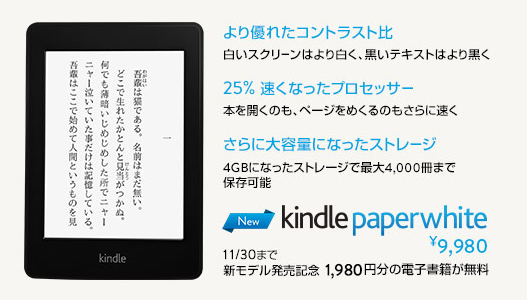 一
吾輩は猫である。名前はまだ無い。
どこで生れたかとんと見当がつかぬ。
何でも薄暗いじめじめした所でニャー
ニャー泣いていた事だけは記憶している。
吾輩はここで始めて人間というものを見
kindle
より優れたコントラスト比
白いスクリーンはより白く、黒いテキストはより黒く
25% 速くなったプロセッサー
本を開くのも、ページをめくるのもさらに速く
さらに大容量になったストレージ
4GBになったストレージで最大4,000冊まで
保存可能
New kindle paperwhite
¥9,980
11/30まで
新モデル発売記念 1,980円分の電子書籍が無料